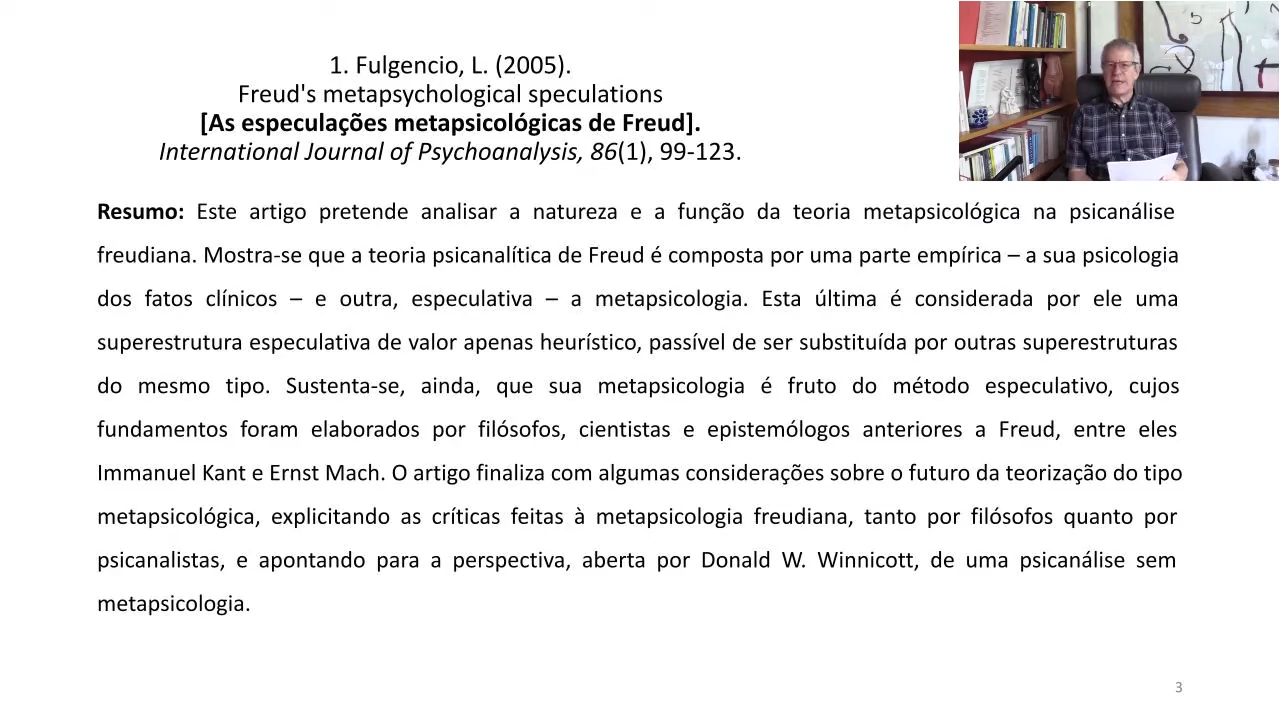 1. Fulgencio, L. (2005).
Freud's metapsychological speculations
[As especulações metapsicológicas de Freud].
International Journal of Psychoanalysis, 86(1), 99-123.
Resumo: Este artigo pretende analisar a natureza e a função da teoria metapsicológica na psicanálise
freudiana. Mostra-se que a teoria psicanalítica de Freud é composta por uma parte empírica – a sua psicologia
dos fatos clínicos – e outra, especulativa – a metapsicologia. Esta última é considerada por ele uma
superestrutura especulativa de valor apenas heurístico, passível de ser substituída por outras superestruturas
do mesmo tipo. Sustenta-se, ainda, que sua metapsicologia é fruto do método especulativo, cujos
fundamentos foram elaborados por filósofos, cientistas e epistemólogos anteriores a Freud, entre eles
Immanuel Kant e Ernst Mach. O artigo finaliza com algumas considerações sobre o futuro da teorização do tipo
metapsicológica, explicitando as críticas feitas à metapsicologia freudiana, tanto por filósofos quanto por
psicanalistas, e apontando para a perspectiva, aberta por Donald W. Winnicott, de uma psicanálise sem
metapsicologia.
3